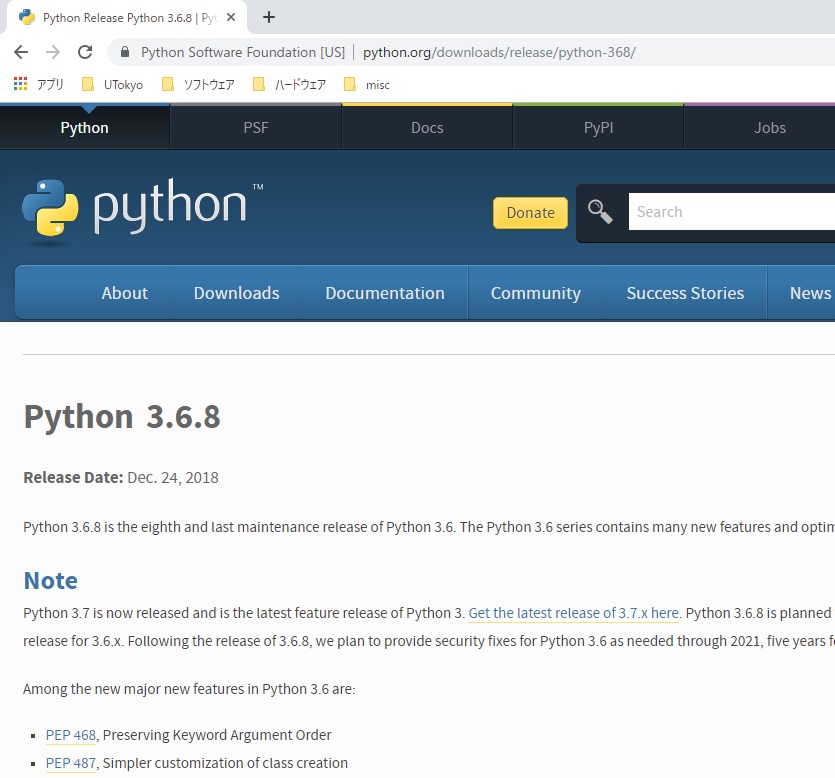 Python Release Python 3.6.8 | Pyt
Python Software Foundation [US] | python.org/downloads/release/python-368/
アプリ UTokyo ソフトウェア ハードウェア misc
Python PSF Docs PyPI Jobs
python™
Donate Search
About Downloads Documentation Community Success Stories News
Python 3.6.8
Release Date: Dec. 24, 2018
Python 3.6.8 is the eighth and last maintenance release of Python 3.6. The Python 3.6 series contains many new features and optim
Note
Python 3.7 is now released and is the latest feature release of Python 3. Get the latest release of 3.7.x here. Python 3.6.8 is planned
release for 3.6.x. Following the release of 3.6.8, we plan to provide security fixes for Python 3.6 as needed through 2021, five years f
Among the new major new features in Python 3.6 are:
PEP 468, Preserving Keyword Argument Order
PEP 487, Simpler customization of class creation